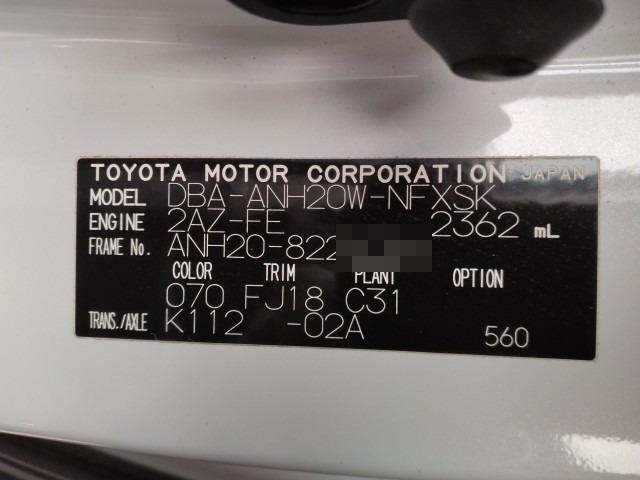 TOYOTA MOTOR CORPORATION JAPAN
MODEL DBA-ANH20W-NFXSK
ENGINE 2AZ-FE 2362 mL
FRAME No. ANH20-822
COLOR TRIM PLANT OPTION
070 FJ18 C31
TRANS./AXLE K112 -02A 560